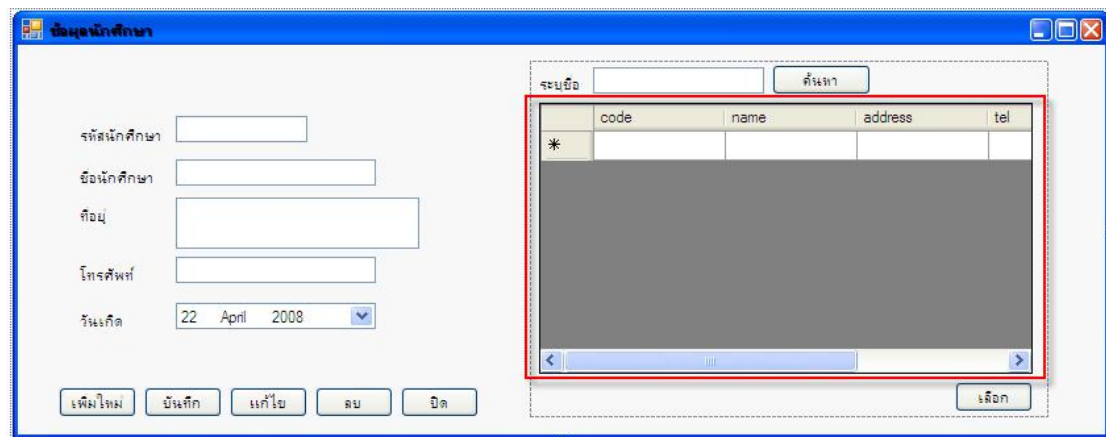 ข้อมูลนักศึกษา
ระบุชื่อ
ค้นหา
code name address tel
*
รหัสนักศึกษา
ชื่อนักศึกษา
ที่อยู่
โทรศัพท์
วันเกิด 22 April 2008
เพิ่มใหม่ บันทึก แก้ไข ลบ ปิด
เลือก